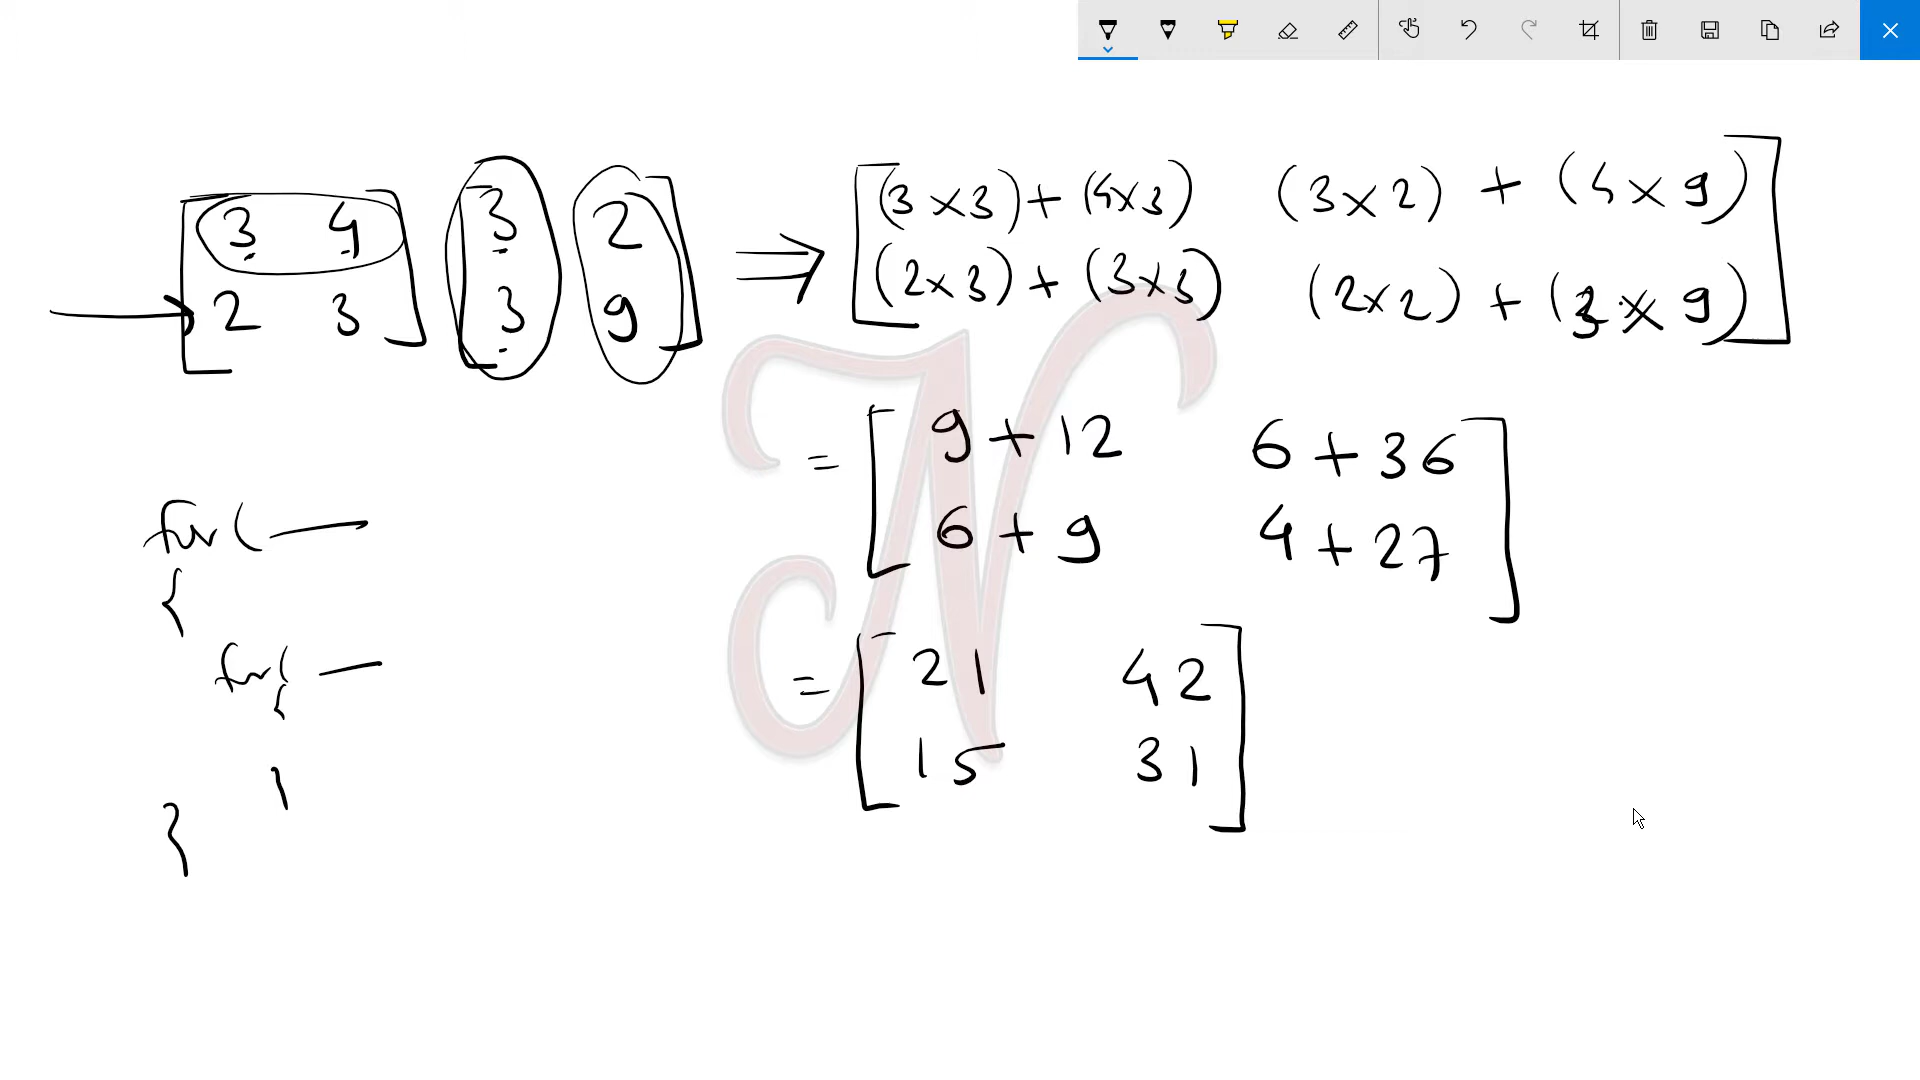 [3 4] [3 2] ⇒ [(3×3)+(4×3) (3×2)+(4×9)]
[2 3] [3 9] [(2×3)+(3×3) (2×2)+(3×9)]
= [9+12 6+36]
[6+9 4+27]
= [21 42]
[15 31]
for( —
{
for( —
{
}
N